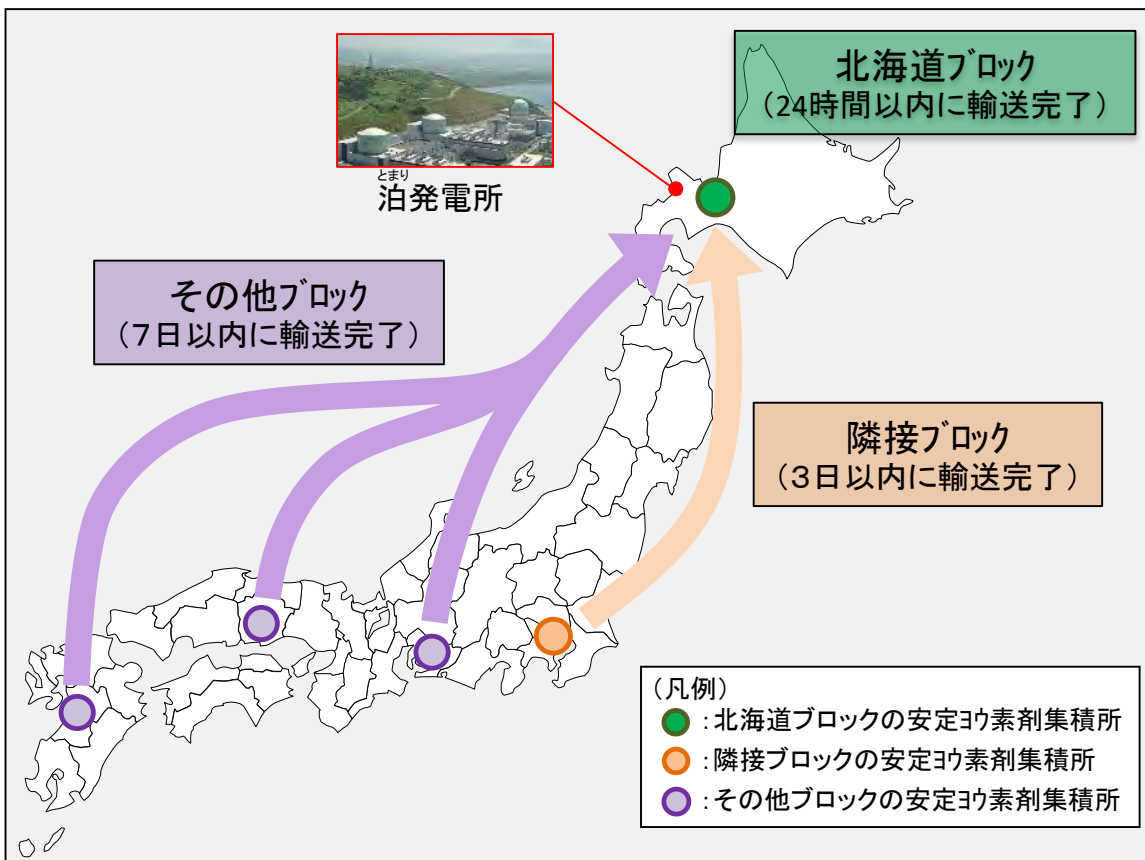 北海道ﾌﾞﾛｯｸ
（24時間以内に輸送完了）
とまり
泊発電所
その他ﾌﾞﾛｯｸ
（７日以内に輸送完了）
隣接ﾌﾞﾛｯｸ
（３日以内に輸送完了）
（凡例）
：北海道ブロックの安定ﾖｳ素剤集積所
：隣接ブロックの安定ﾖｳ素剤集積所
：その他ブロックの安定ﾖｳ素剤集積所